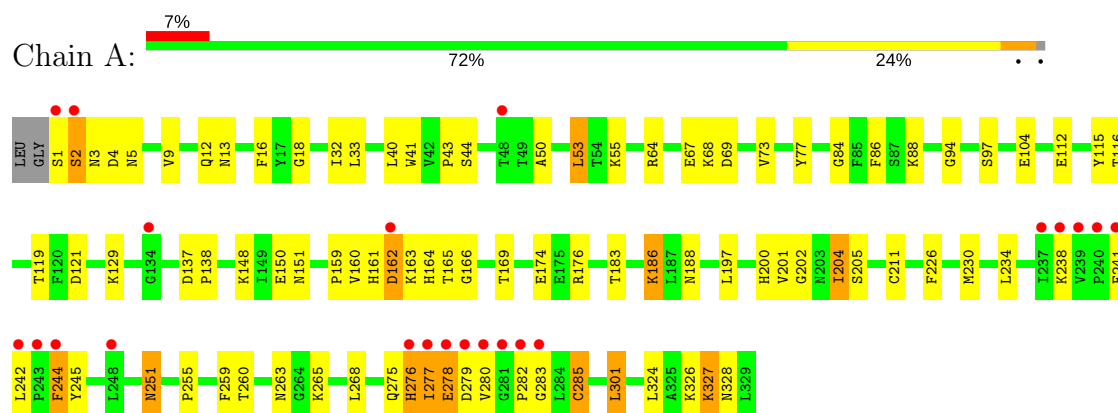 7%
Chain A:
72% 24% • •
LEU GLY S1 S2 N3 D4 N5 V9 Q12 N13 F16 Y17 G18 I32 L33 L40 W41 V42 P43 S44 T48 T49 A50 L53 T54 K55 R64 E67 K68 D69 V73 Y77 G84 F85 F86 S87 K88 G94 S97 E104 E112 Y115 T116
T119 F120 D121 K129 G134 D137 P138 K148 I149 E150 N151 P159 V160 H161 D162 K163 H164 T165 G166 T169 E174 E175 R176 T183 K186 L187 N188 L197 H200 V201 G202 N203 I204 S205 C211 F226 M230 L234 I237 K238 V239 P240
L242 P243 F244 Y245 L248 N251 P255 F259 T260 N263 G264 K265 L268 Q275 H276 I277 E278 D279 V280 G281 P282 G283 L284 C285 L301 L324 A325 K326 K327 N328 L329